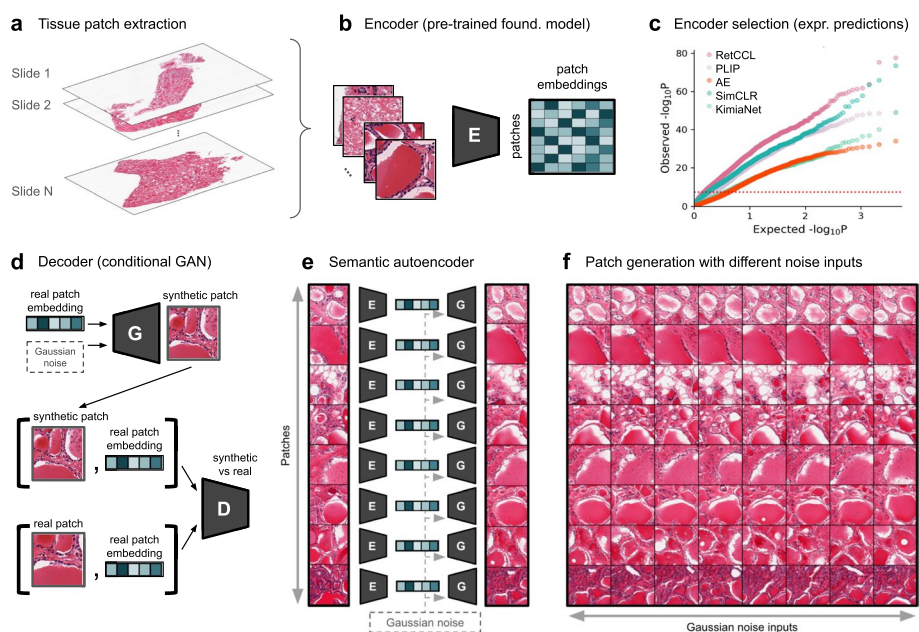 a Tissue patch extraction
Slide 1
Slide 2
...
Slide N
b Encoder (pre-trained found. model)
...
E
patch
embeddings
patches
c Encoder selection (expr. predictions)
RetCCL
PLIP
AE
SimCLR
KimiaNet
Observed -log10P
80
60
40
20
0
0 1 2 3
Expected -log10P
d Decoder (conditional GAN)
real patch
embedding
Gaussian
noise
G
synthetic patch
synthetic patch
real patch
embedding
,
synthetic
vs real
D
real patch
real patch
embedding
,
e Semantic autoencoder
Patches
E G
E G
E G
E G
E G
E G
E G
E G
Gaussian noise
f Patch generation with different noise inputs
Gaussian noise inputs